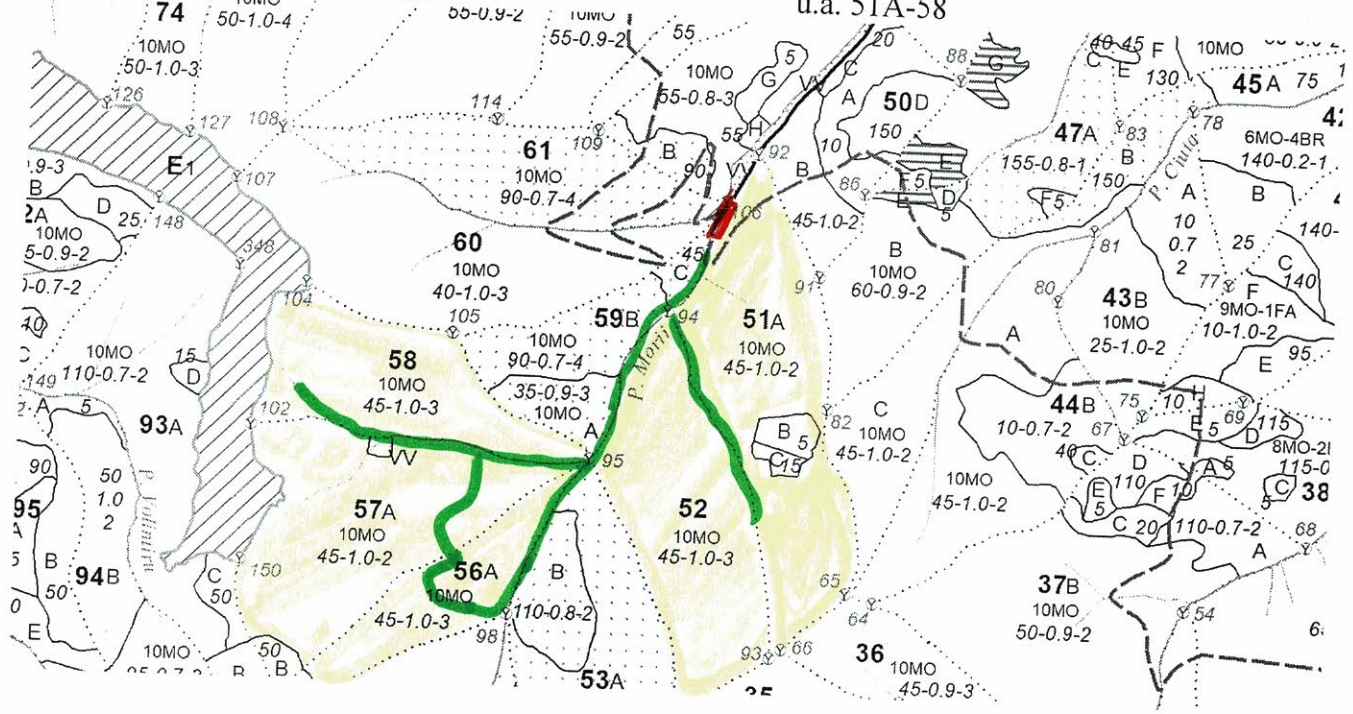 u.a. 51A-58
74
10MO
50-1.0-4
10MO
50-1.0-3
55-0.9-2
10MO
55-0.9-2
55
10MO
55-0.8-3
G
5
H
55
VV
C
20
A
10
88
G
50D
150
40 45
C
E
F
130
10MO
45A
75
78
126
127
108
114
109
61
10MO
90-0.7-4
B
90
92
VV
B
86
E
5
D
5
47A
155-0.8-1
83
B
150
F5
P. Ciuta
6MO-4BR
140-0.2-1
A
B
E1
107
148
348
104
B
D
25
10MO
60
10MO
40-1.0-3
45
C
106
45-1.0-2
B
10MO
60-0.9-2
91
81
80
10
0.7
2
25
77
C
140
F
9MO-1FA
10-1.0-2
43B
10MO
25-1.0-2
105
59B
10MO
90-0.7-4
94
P. Mortii
51A
10MO
45-1.0-2
A
E
95
58
10MO
45-1.0-3
35-0.9-3
10MO
A
95
15
D
10MO
110-0.7-2
149
A
5
93A
102
VV
82
C
10MO
45-1.0-2
B
5
C
15
44B
10-0.7-2
75
10
H
67
69
E
5
D
115
40
C
D
110
A
5
E
5
F
10
C
20
110-0.7-2
C
5
38
90
95
50
1.0
2
57A
10MO
45-1.0-2
52
10MO
45-1.0-3
10MO
45-1.0-2
68
A
B
50
94B
150
C
50
56A
10MO
45-1.0-3
B
110-0.8-2
98
65
64
37B
10MO
50-0.9-2
54
E
10MO
50
B
B
53A
93
66
36
10MO
45-0.9-3